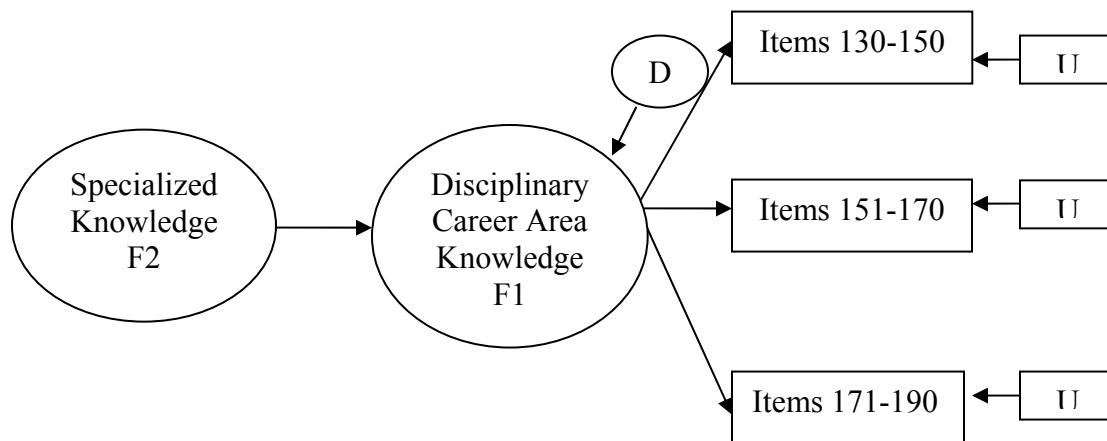 Items 130-150
U
D
Specialized
Knowledge
F2
Disciplinary
Career Area
Knowledge
F1
Items 151-170
U
Items 171-190
U